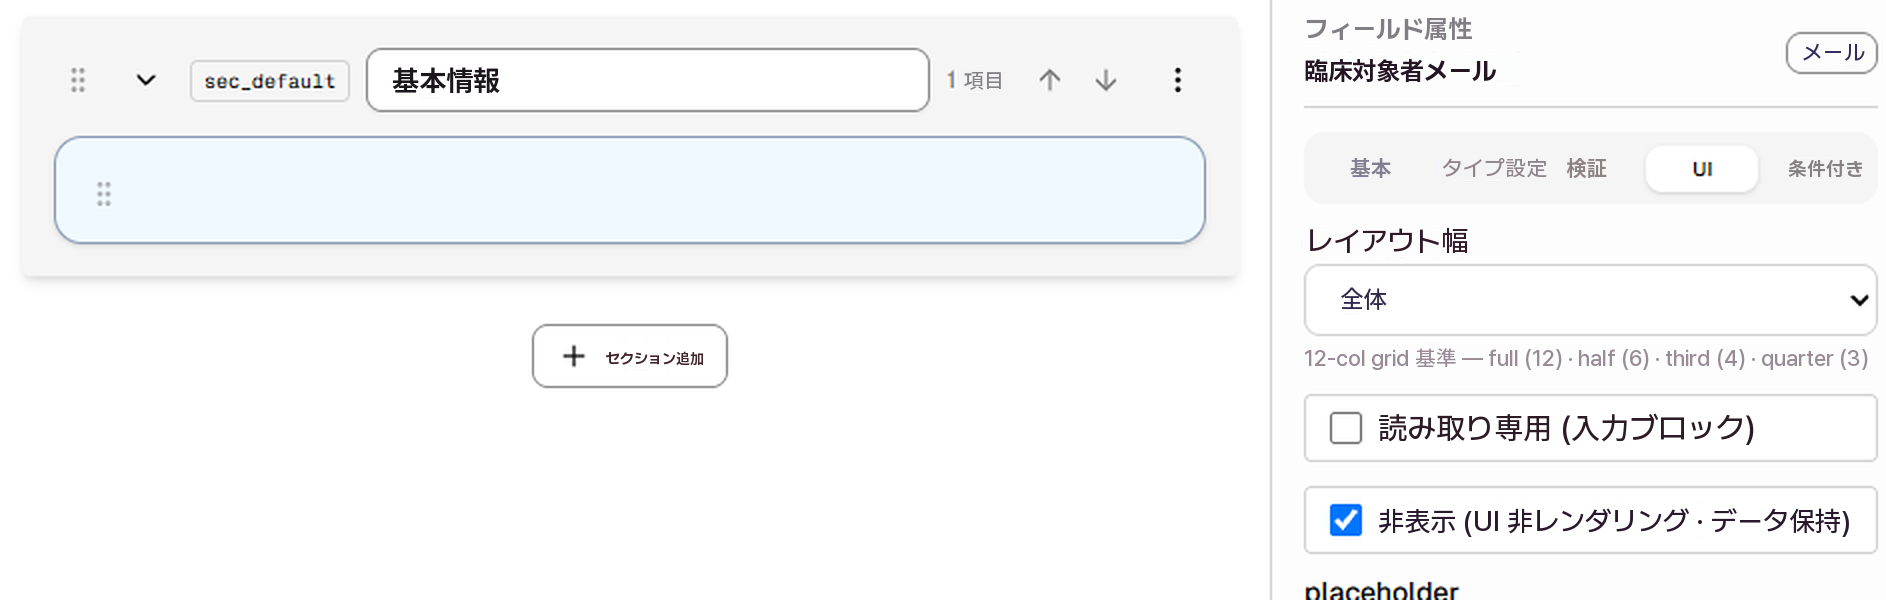 sec_default 基本情報 1 項目
セクション追加
フィールド属性
臨床対象者メール
メール
基本 タイプ設定 検証 UI 条件付き
レイアウト幅
全体
12-col grid 基準 — full (12) · half (6) · third (4) · quarter (3)
読み取り専用 (入力ブロック)
非表示 (UI 非レンダリング · データ保持)
placeholder